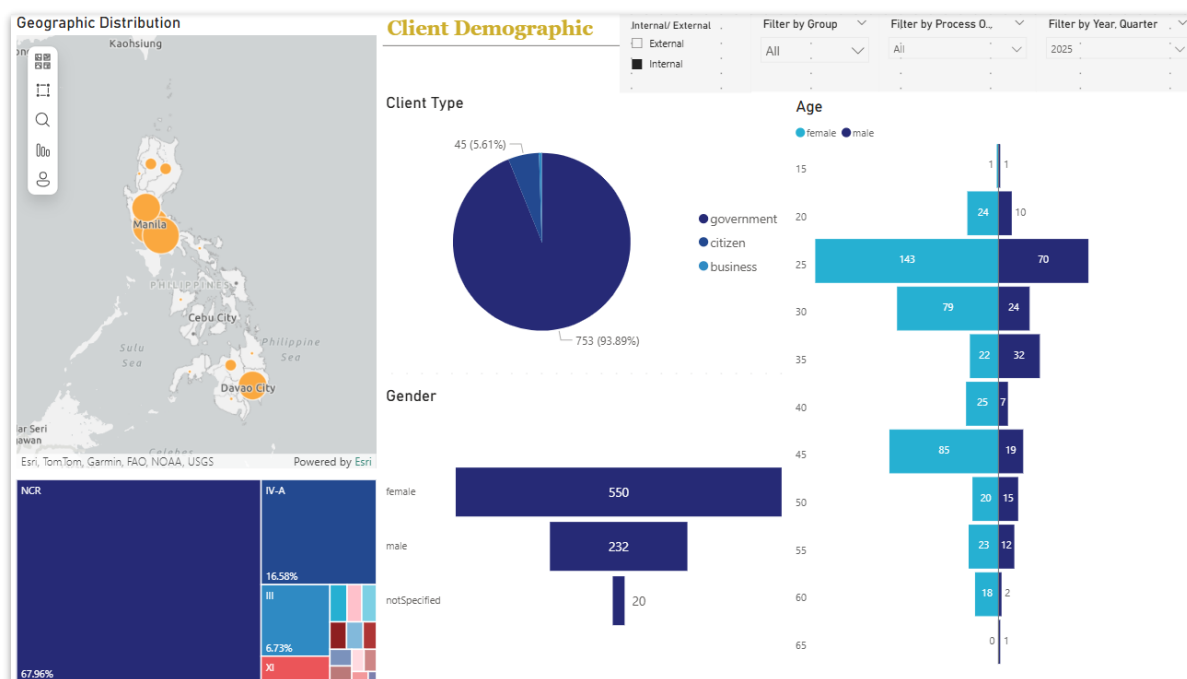 Geographic Distribution
Kaohsiung
Manila
PHILIPPINES
Cebu City
Sulu
Sea
Philippine
Sea
Davao City
ar Seri
gawan
Celebes
Esri, TomTom, Garmin, FAO, NOAA, USGS
Powered by Esri
NCR
67.96%
IV-A
16.58%
III
6.73%
XI
Client Demographic
Internal/ External
External
Internal
Filter by Group
All
Filter by Process O...
All
Filter by Year, Quarter
2025
Client Type
45 (5.61%)
753 (93.89%)
government
citizen
business
Gender
female
550
male
232
notSpecified
20
Age
female male
15 1 1
20 24 10
25 143 70
30 79 24
35 22 32
40 25 7
45 85 19
50 20 15
55 23 12
60 18 2
65 0 1